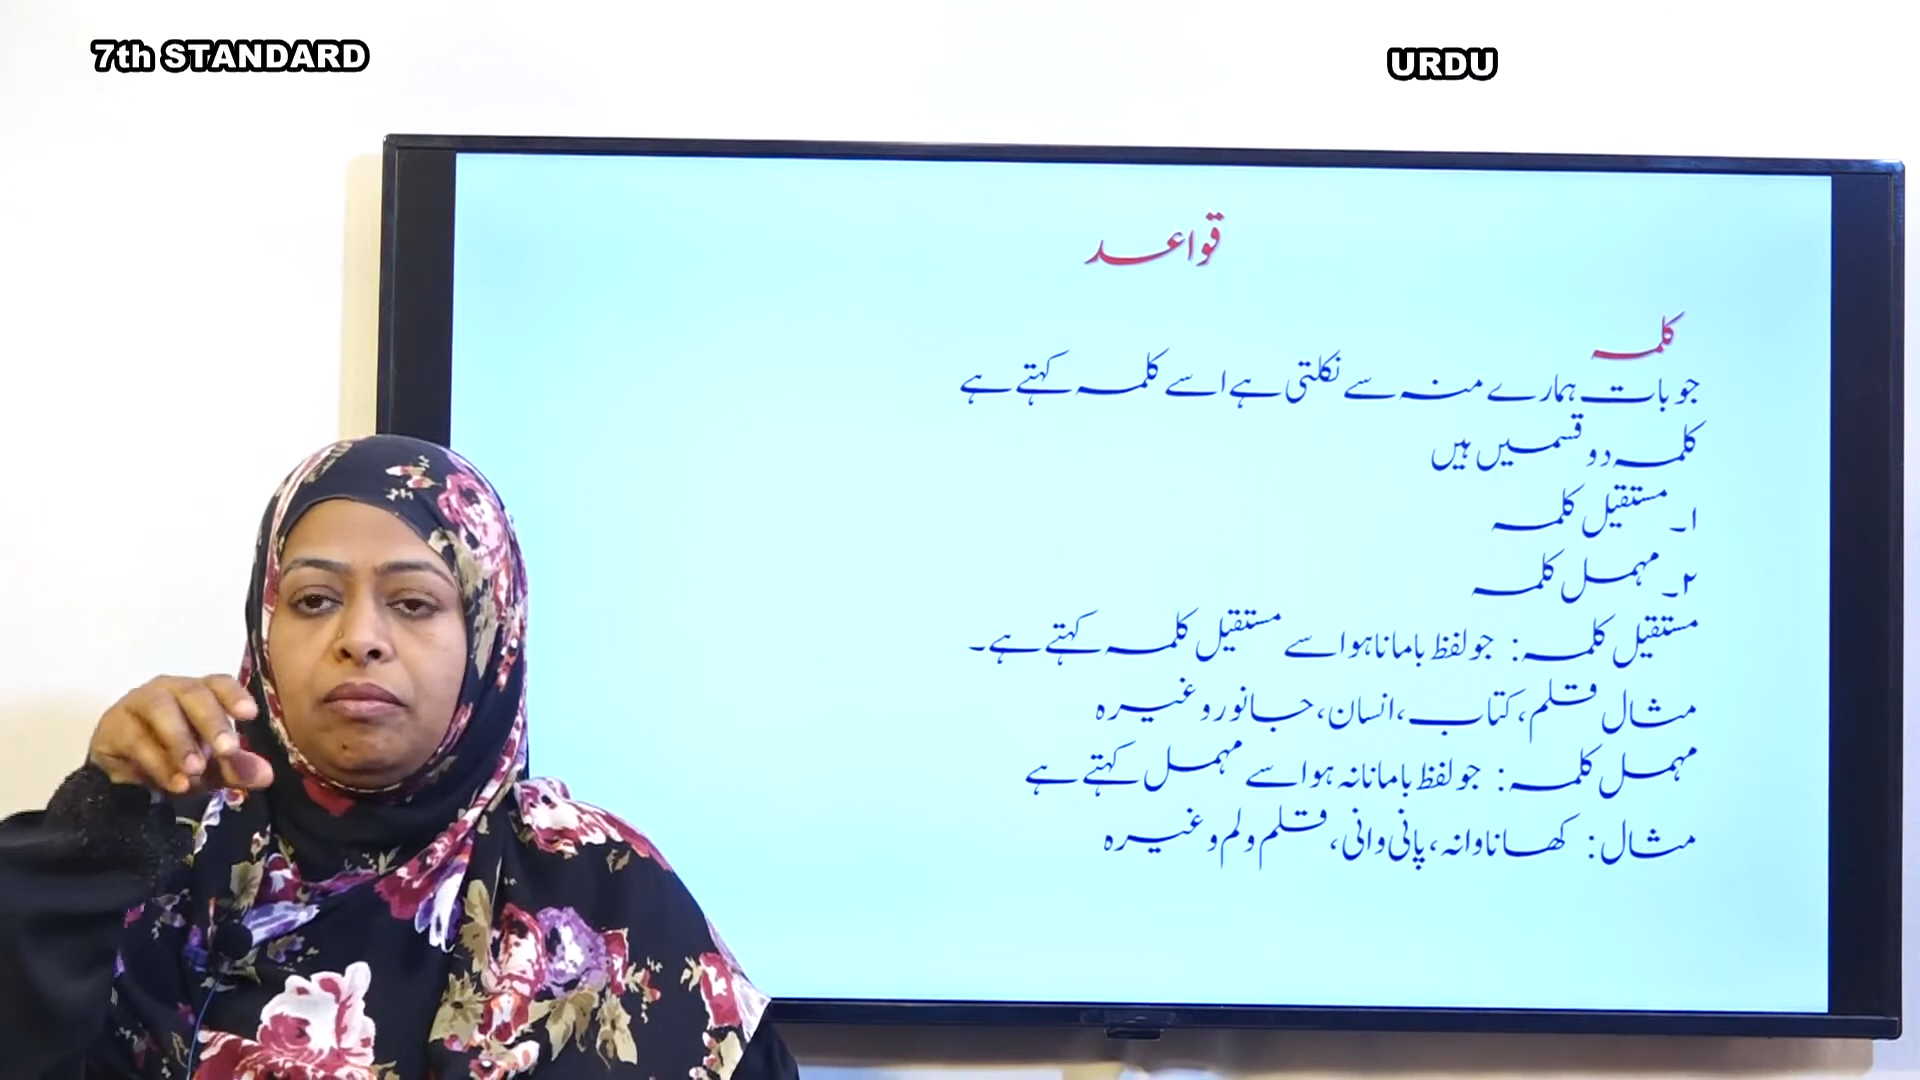 7th STANDARD
URDU
قواعد
کلمہ
جو بات ہمارے منہ سے نکلتی ہے اسے کلمہ کہتے ہے
کلمہ دو قسمیں ہیں
۱۔ مستقیل کلمہ
۲۔ مہمل کلمہ
مستقیل کلمہ: جو لفظ بامانا ہو اسے مستقیل کلمہ کہتے ہے۔
مثال قلم، کتاب، انسان، جانور وغیرہ
مہمل کلمہ: جو لفظ بامانا نہ ہو اسے مہمل کہتے ہے
مثال: کھانا وانہ، پانی وانی، قلم ولم وغیرہ